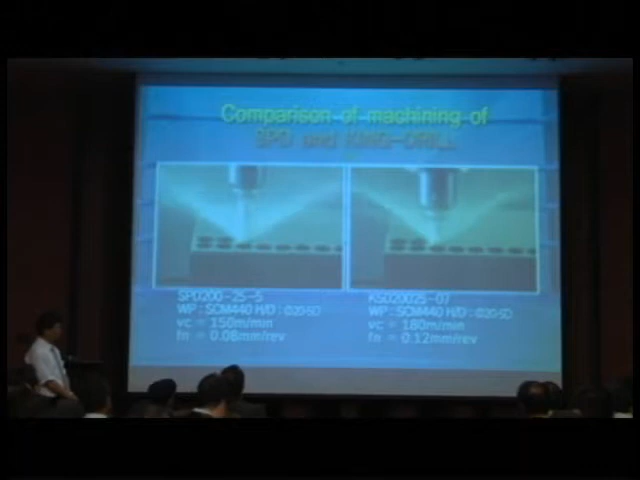 Comparison of machining of
SPD and KING-DRILL
SPD200-25-5
WP : SCM440 H/D : Ø20-5D
vc = 150m/min
fn = 0.08mm/rev
KSD20025-07
WP : SCM440 H/D : Ø20-5D
vc = 180m/min
fn = 0.12mm/rev